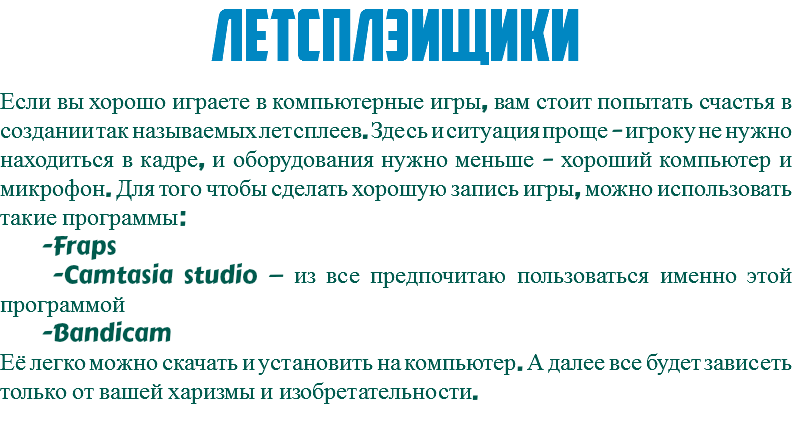 ЛЕТСПЛЭИЩИКИ
Если вы хорошо играете в компьютерные игры, вам стоит попытать счастья в
создании так называемых летсплеев. Здесь и ситуация проще - игроку не нужно
находиться в кадре, и оборудования нужно меньше - хороший компьютер и
микрофон. Для того чтобы сделать хорошую запись игры, можно использовать
такие программы:
-Fraps
-Camtasia studio – из все предпочитаю пользоваться именно этой
программой
-Bandicam
Её легко можно скачать и установить на компьютер. А далее все будет зависеть
только от вашей харизмы и изобретательности.